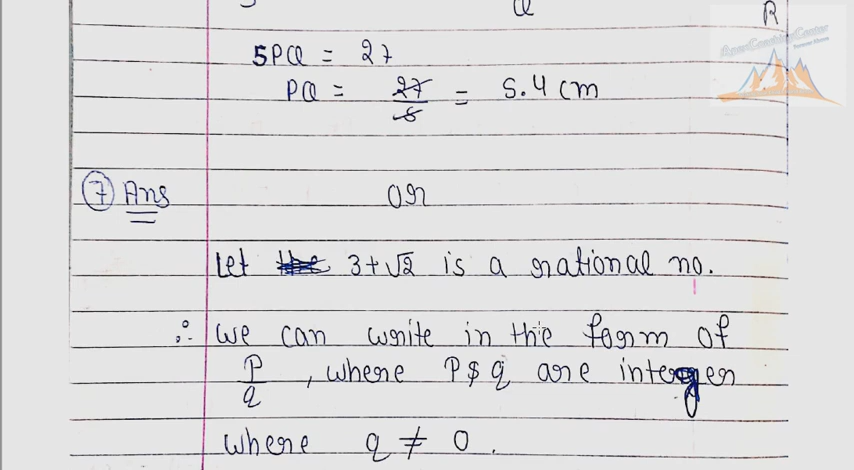 Q
R
5PQ = 27
PQ = 27/5 = 5.4 cm
7 Ans or
Let 3+√2 is a rational no.
∴ we can write in the form of
P/q , where P & q are integer
where q ≠ 0.